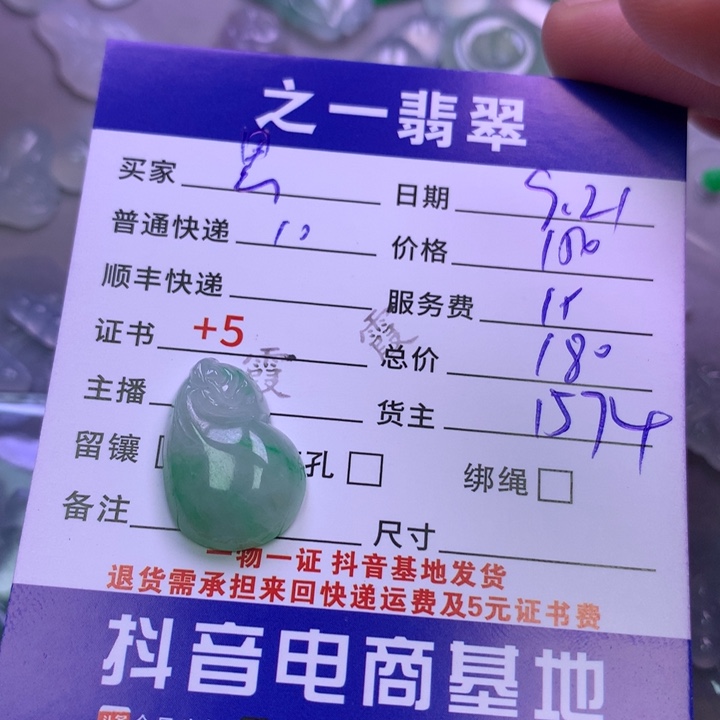 之一翡翠
买家 日期 5.21
普通快递 10 价格 150
顺丰快递 服务费 15
证书 +5 总价 180
霞 霞
主播 货主 1574
留镶 孔 绑绳
备注 尺寸
一物一证 抖音基地发货
退货需承担来回快递运费及5元证书费
抖音电商基地